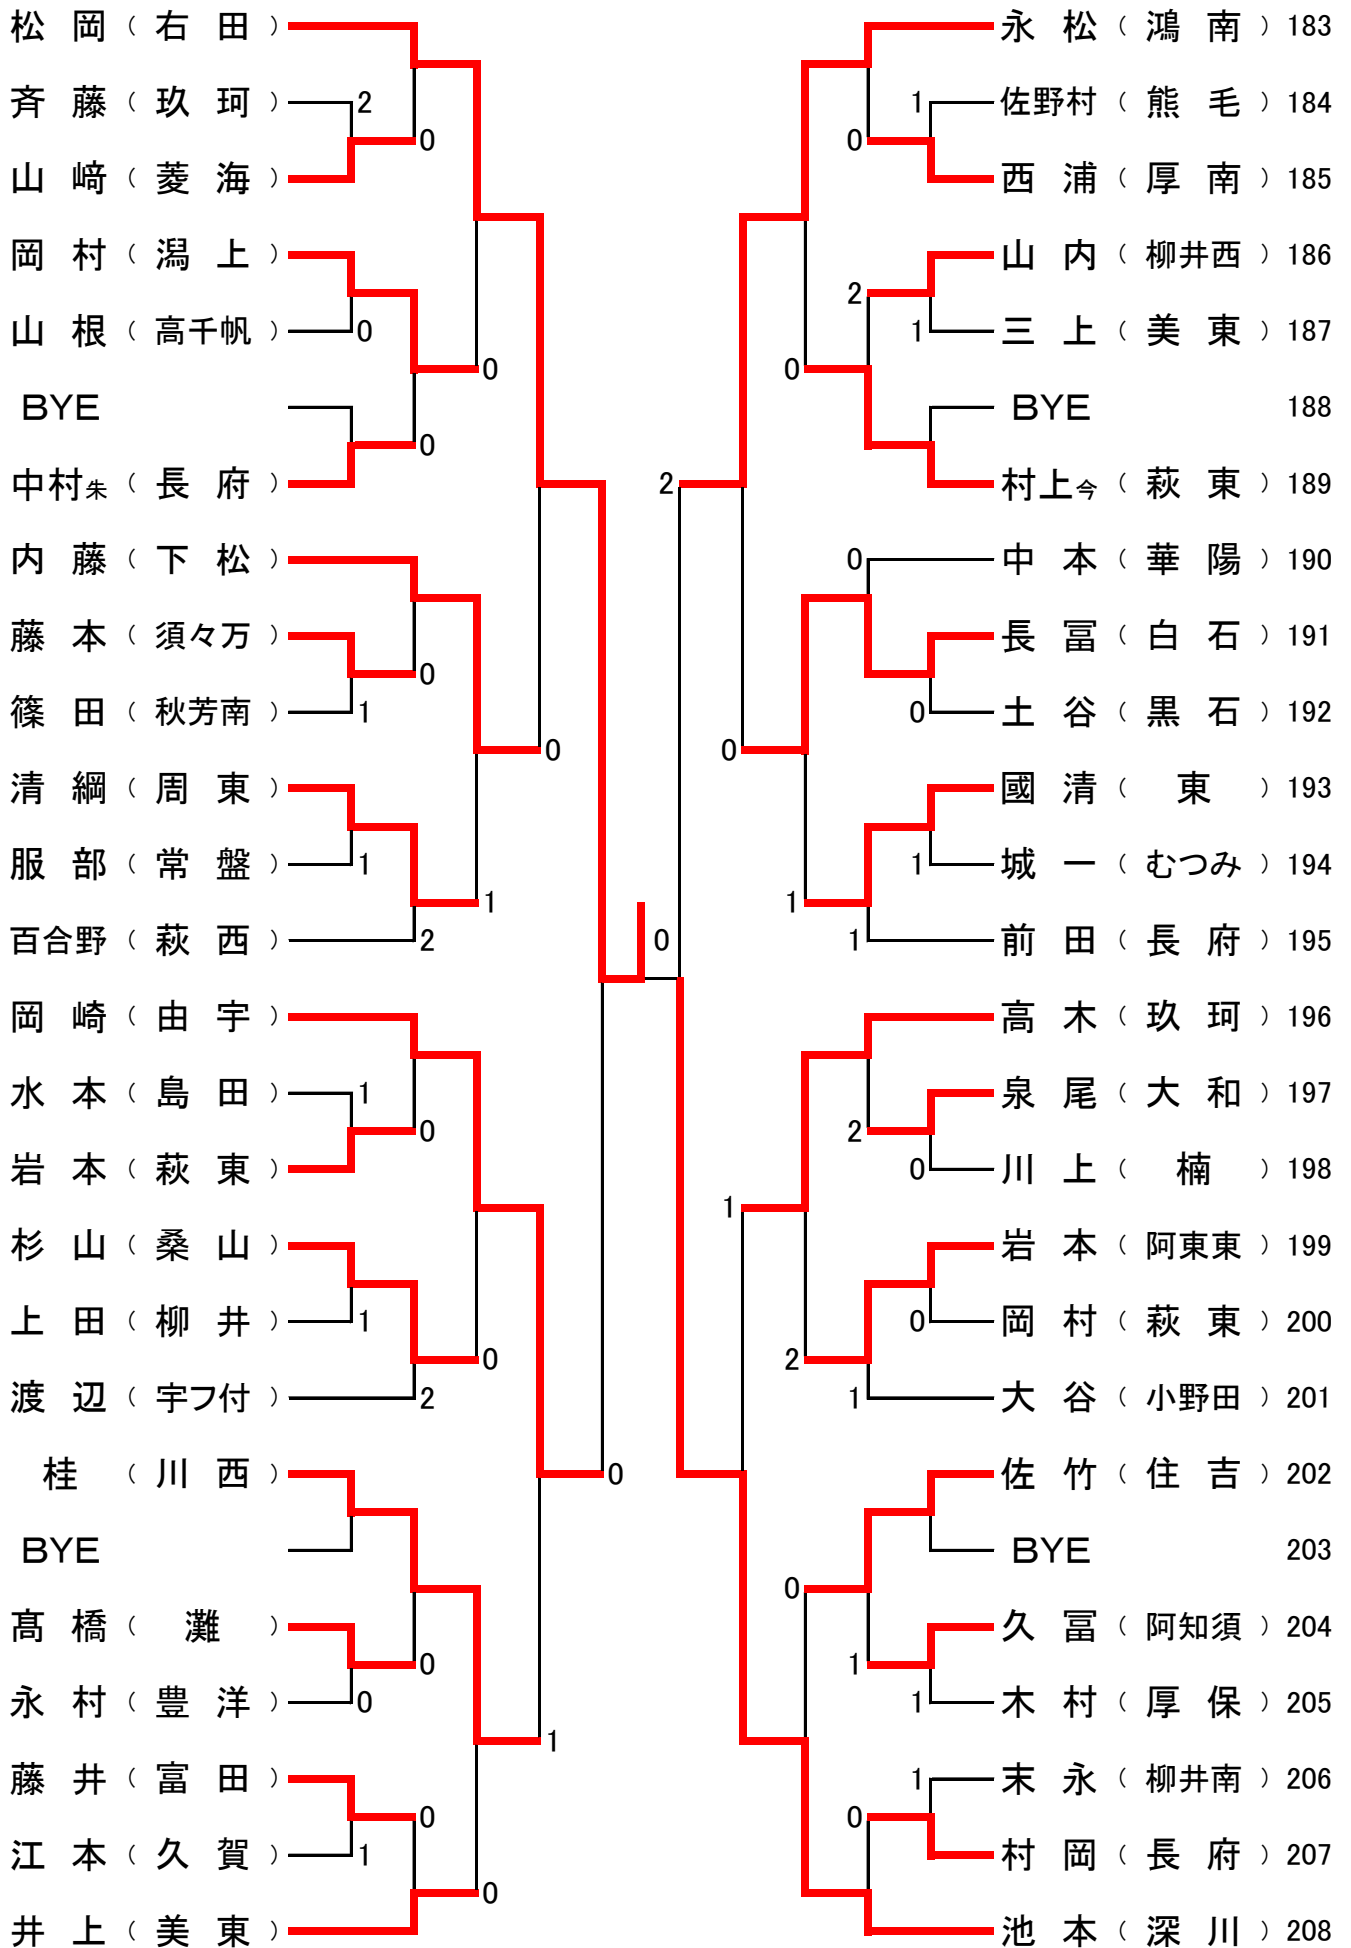 松岡（右田） 永松（鴻南） 183
斉藤（玖珂） 2 1 佐野村（熊毛） 184
0 0
山﨑（菱海） 西浦（厚南） 185
岡村（潟上） 山内（柳井西） 186
2
山根（高千帆） 0 1 三上（美東） 187
0 0
BYE BYE 188
0
中村朱（長府） 2 村上今（萩東） 189
内藤（下松） 0 中本（華陽） 190
藤本（須々万） 長冨（白石） 191
0
篠田（秋芳南） 1 0 土谷（黒石） 192
0 0
清綱（周東） 國清（東） 193
服部（常盤） 1 1 城一（むつみ） 194
1 1
百合野（萩西） 2 0 1 前田（長府） 195
岡崎（由宇） 高木（玖珂） 196
水本（島田） 1 泉尾（大和） 197
0 2
岩本（萩東） 0 川上（楠） 198
1
杉山（桑山） 岩本（阿東東） 199
上田（柳井） 1 0 岡村（萩東） 200
0 2
渡辺（宇フ付） 2 1 大谷（小野田） 201
桂（川西） 0 佐竹（住吉） 202
BYE BYE 203
0
髙橋（灘） 久冨（阿知須） 204
0 1
永村（豊洋） 0 1 木村（厚保） 205
1
藤井（富田） 1 末永（柳井南） 206
0 0
江本（久賀） 1 村岡（長府） 207
0
井上（美東） 池本（深川） 208